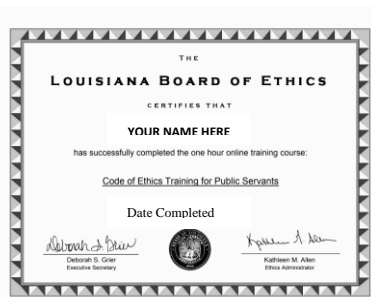 THE
LOUISIANA BOARD OF ETHICS
CERTIFIES THAT
YOUR NAME HERE
has successfully completed the one hour online training course:
Code of Ethics Training for Public Servants
Date Completed
Deborah S. Grier
Executive Secretary
Kathleen M. Allen
Ethics Administrator